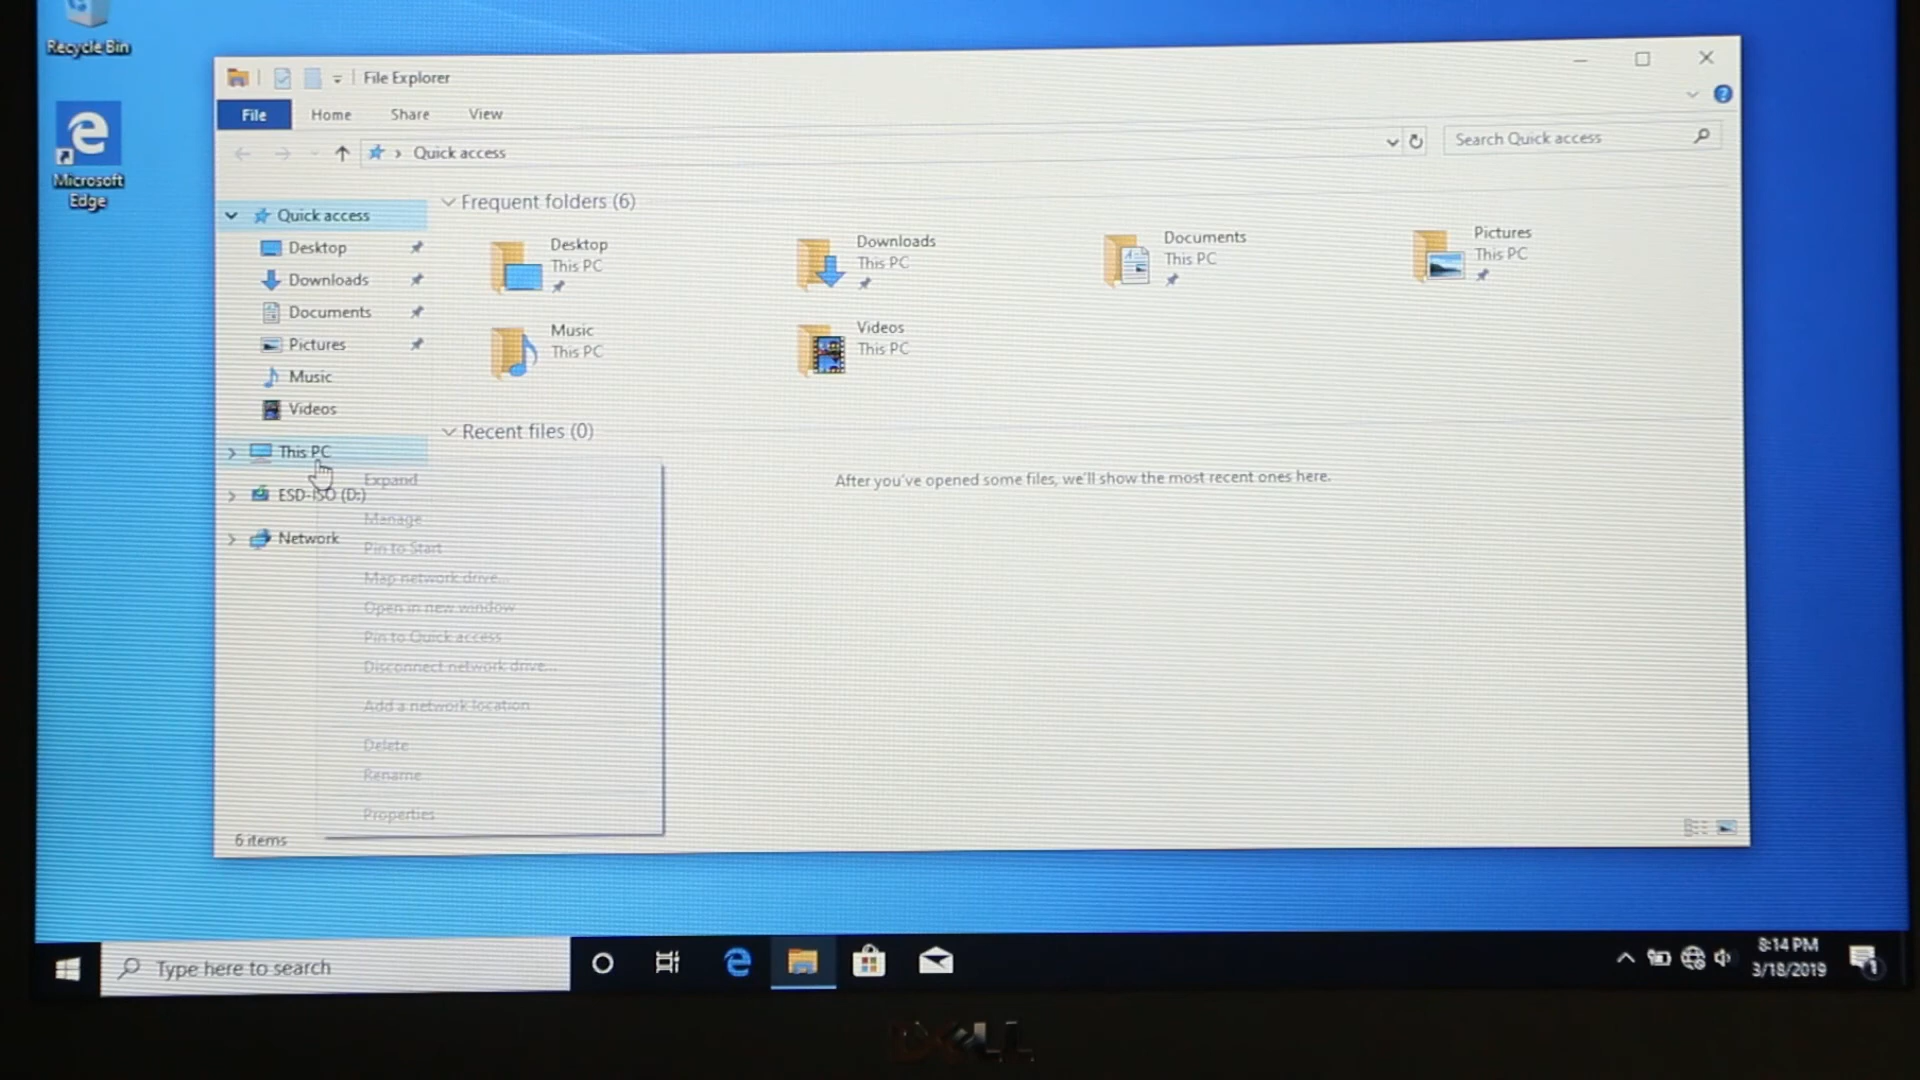 Recycle Bin
Microsoft
Edge
File Explorer
File Home Share View
Quick access
Search Quick access
Quick access
Desktop
Downloads
Documents
Pictures
Music
Videos
This PC
ESD-ISO (D:)
Network
Frequent folders (6)
Desktop
This PC
Downloads
This PC
Documents
This PC
Pictures
This PC
Music
This PC
Videos
This PC
Recent files (0)
After you've opened some files, we'll show the most recent ones here.
Expand
Manage
Pin to Start
Map network drive...
Open in new window
Pin to Quick access
Disconnect network drive...
Add a network location
Delete
Rename
Properties
6 items
Type here to search
8:14 PM
3/18/2019
1
DELL